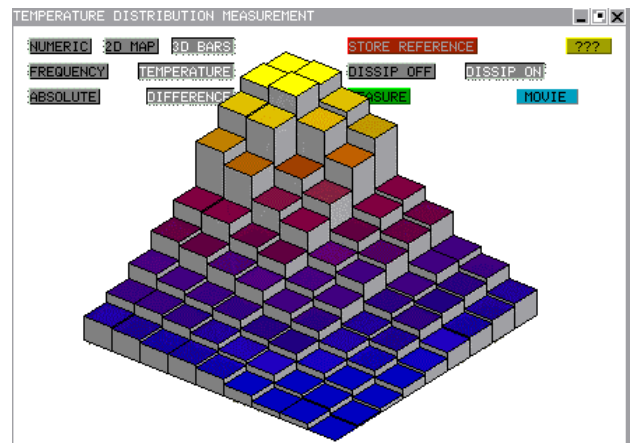 TEMPERATURE DISTRIBUTION MEASUREMENT
NUMERIC 2D MAP 3D BARS STORE REFERENCE ???
FREQUENCY TEMPERATURE DISSIP OFF DISSIP ON
ABSOLUTE DIFFERENCE EASURE MOVIE